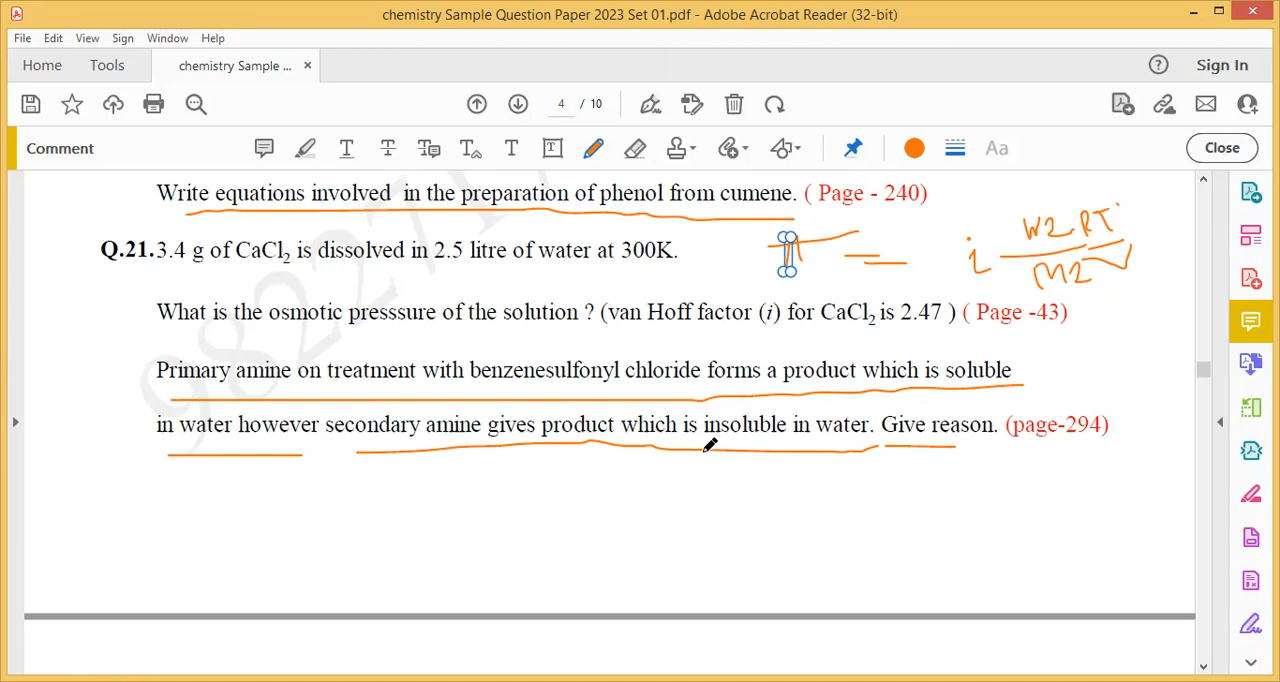 chemistry Sample Question Paper 2023 Set 01.pdf - Adobe Acrobat Reader (32-bit)
File Edit View Sign Window Help
Home Tools chemistry Sample ... × Sign In
4 / 10
Comment Close
Write equations involved in the preparation of phenol from cumene. ( Page - 240)
Q.21. 3.4 g of CaCl2 is dissolved in 2.5 litre of water at 300K.
π = i W2 RT / M2 V
What is the osmotic presssure of the solution ? (van Hoff factor (i) for CaCl2 is 2.47 ) ( Page -43)
Primary amine on treatment with benzenesulfonyl chloride forms a product which is soluble
in water however secondary amine gives product which is insoluble in water. Give reason. (page-294)